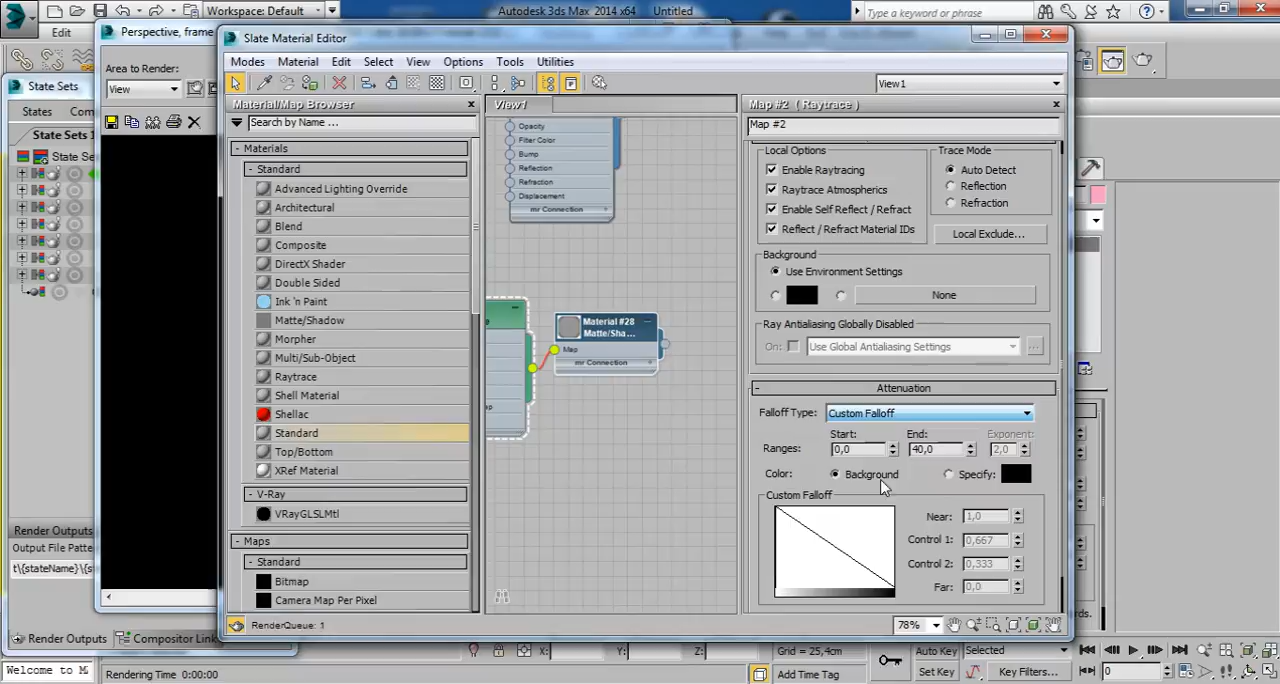 Workspace: Default
Autodesk 3ds Max 2014 x64 Untitled
Type a keyword or phrase
Edit
Perspective, frame
Area to Render:
View
State Sets
States
State Sets 1
State Se
Render Outputs
Output File Patte
t\{stateName}\{s
Render Outputs
Compositor Link
Welcome to M
Slate Material Editor
Modes Material Edit Select View Options Tools Utilities
View1
Material/Map Browser
Search by Name ...
- Materials
- Standard
Advanced Lighting Override
Architectural
Blend
Composite
DirectX Shader
Double Sided
Ink 'n Paint
Matte/Shadow
Morpher
Multi/Sub-Object
Raytrace
Shell Material
Shellac
Standard
Top/Bottom
XRef Material
- V-Ray
VRayGLSLMtl
- Maps
- Standard
Bitmap
Camera Map Per Pixel
View1
Opacity
Filter Color
Bump
Reflection
Refraction
Displacement
mr Connection +
Material #28
Matte/Sha...
Map
mr Connection +
Map #2 ( Raytrace )
Map #2
Local Options
Enable Raytracing
Raytrace Atmospherics
Enable Self Reflect / Refract
Reflect / Refract Material IDs
Trace Mode
Auto Detect
Reflection
Refraction
Local Exclude...
Background
Use Environment Settings
None
Ray Antialiasing Globally Disabled
On: Use Global Antialiasing Settings ...
- Attenuation
Falloff Type: Custom Falloff
Start: End: Exponent:
Ranges: 0,0 40,0 2,0
Color: Background Specify:
Custom Falloff
Near: 1,0
Control 1: 0,667
Control 2: 0,333
Far: 0,0
RenderQueue: 1
78%
X: Y: Z:
Grid = 25,4cm
Auto Key
Selected
Rendering Time 0:00:00
Add Time Tag
Set Key
Key Filters...
0